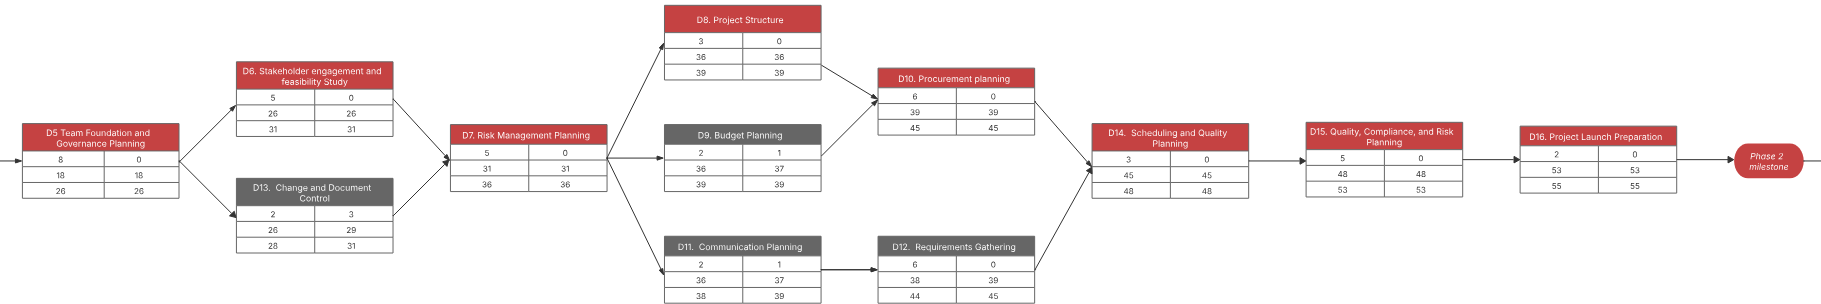 D5 Team Foundation and
Governance Planning
8 0
18 18
26 26
D6. Stakeholder engagement and
feasibility Study
5 0
26 26
31 31
D13. Change and Document
Control
2 3
26 29
28 31
D7. Risk Management Planning
5 0
31 31
36 36
D8. Project Structure
3 0
36 36
39 39
D9. Budget Planning
2 1
36 37
39 39
D11. Communication Planning
2 1
36 37
38 39
D10. Procurement planning
6 0
39 39
45 45
D12. Requirements Gathering
6 0
38 39
44 45
D14. Scheduling and Quality
Planning
3 0
45 45
48 48
D15. Quality, Compliance, and Risk
Planning
5 0
48 48
53 53
D16. Project Launch Preparation
2 0
53 53
55 55
Phase 2
milestone